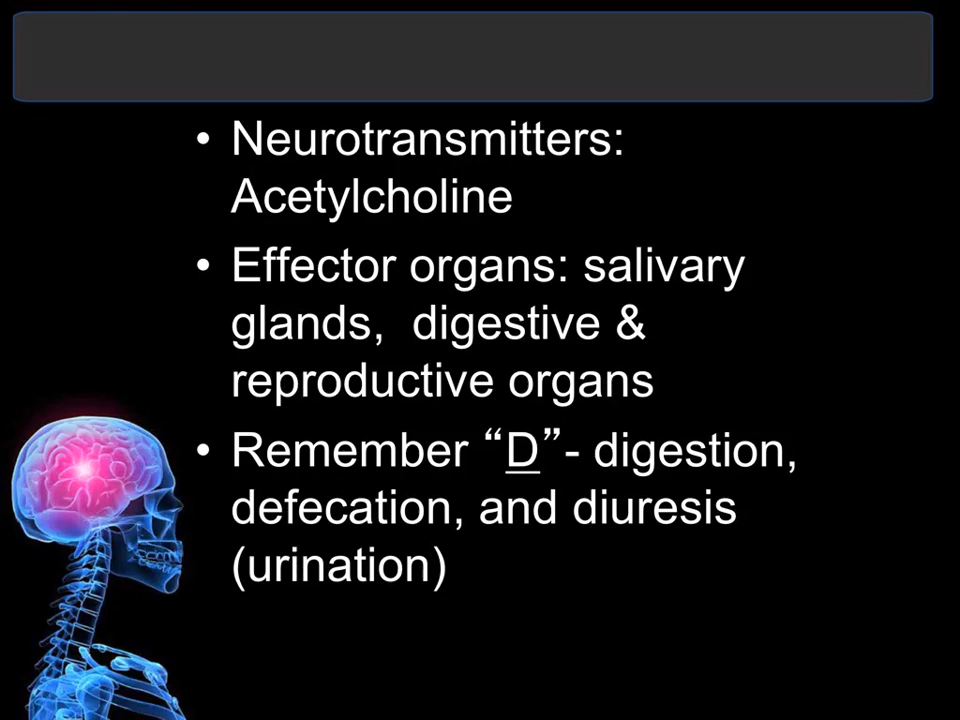 • Neurotransmitters:
Acetylcholine
• Effector organs: salivary
glands,  digestive &
reproductive organs
• Remember “D”- digestion,
defecation, and diuresis
(urination)